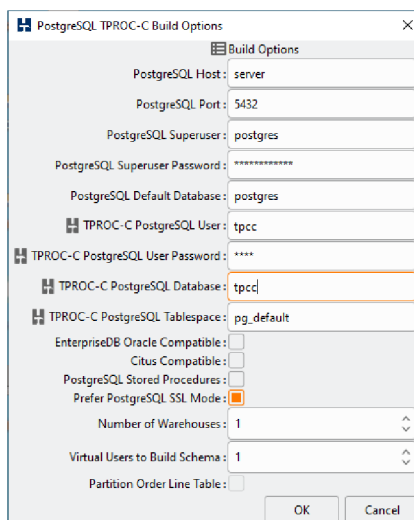 PostgreSQL TPROC-C Build Options
Build Options
PostgreSQL Host : server
PostgreSQL Port : 5432
PostgreSQL Superuser : postgres
PostgreSQL Superuser Password : ************
PostgreSQL Default Database : postgres
TPROC-C PostgreSQL User : tpcc
TPROC-C PostgreSQL User Password : ****
TPROC-C PostgreSQL Database : tpcc
TPROC-C PostgreSQL Tablespace : pg_default
EnterpriseDB Oracle Compatible :
Citus Compatible :
PostgreSQL Stored Procedures :
Prefer PostgreSQL SSL Mode :
Number of Warehouses : 1
Virtual Users to Build Schema : 1
Partition Order Line Table :
OK Cancel